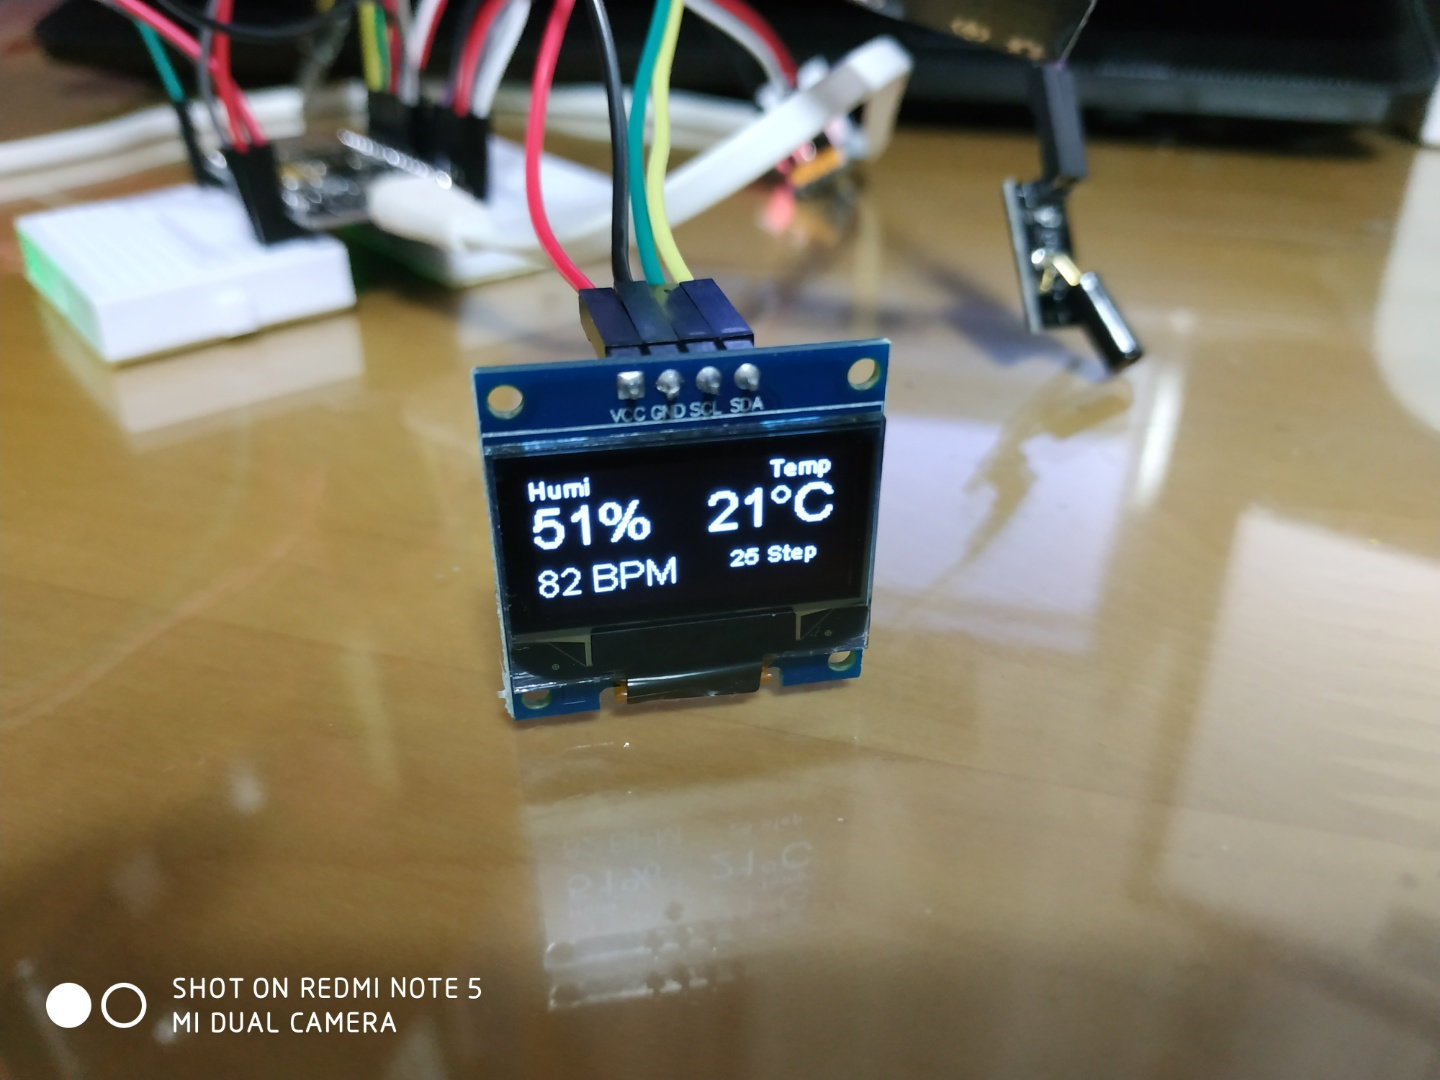 VCC GND SCL SDA
Humi
Temp
51%
21°C
82 BPM
25 Step
SHOT ON REDMI NOTE 5
MI DUAL CAMERA